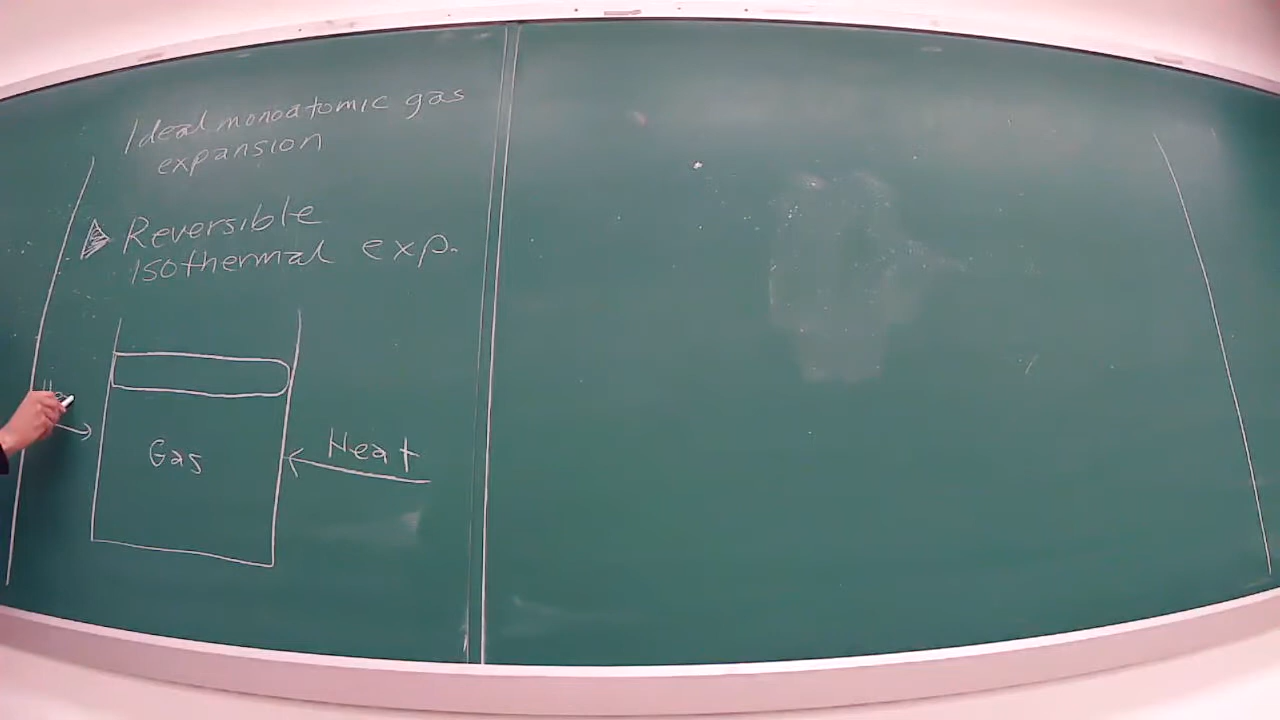 Ideal monoatomic gas
expansion
Reversible
isothermal exp.
Heat
Gas